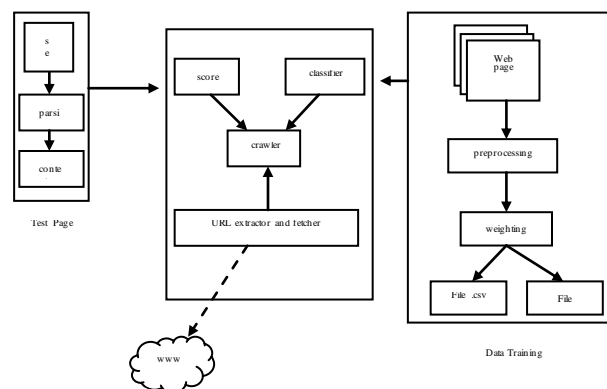 s
e
parsi
conte
Test Page
score
classifier
crawler
URL extractor and fetcher
www
Web
page
preprocessing
weighting
File .csv
File
Data Training